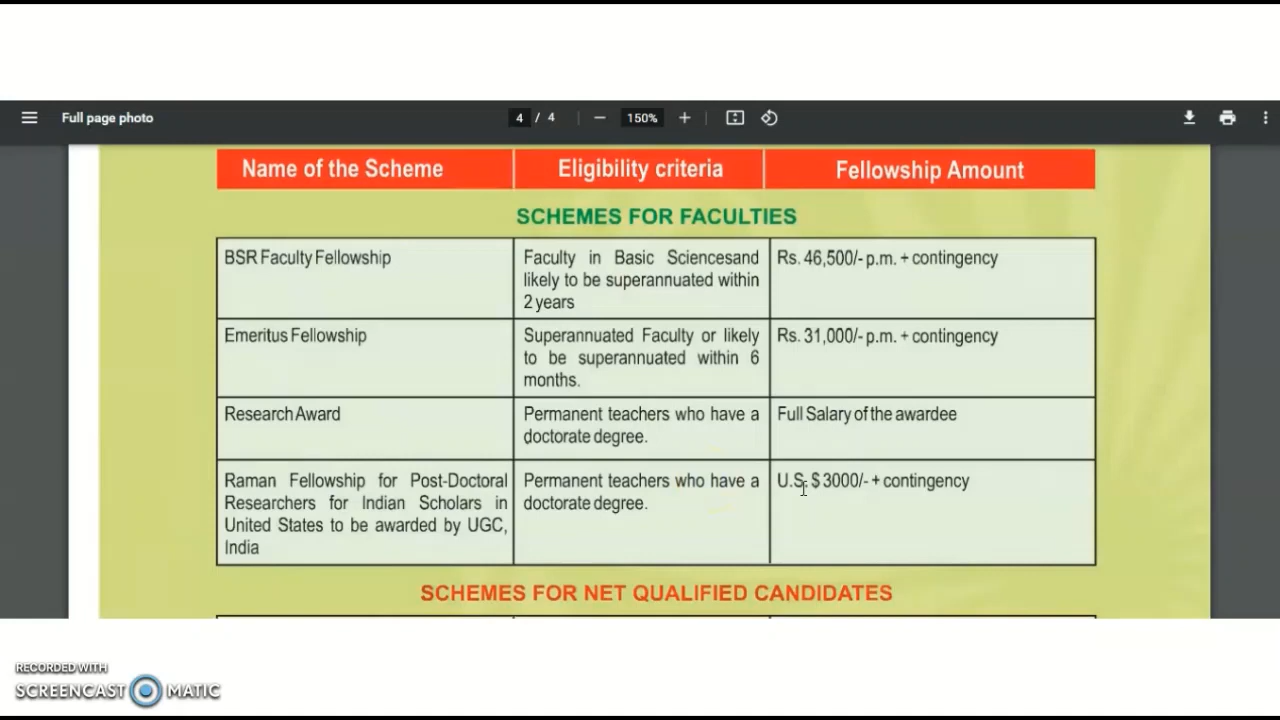 Full page photo
4 / 4
150%
Name of the Scheme
Eligibility criteria
Fellowship Amount
SCHEMES FOR FACULTIES
BSR Faculty Fellowship
Faculty in Basic Sciencesand
likely to be superannuated within
2 years
Rs. 46,500/- p.m. + contingency
Emeritus Fellowship
Superannuated Faculty or likely
to be superannuated within 6
months.
Rs. 31,000/- p.m. + contingency
Research Award
Permanent teachers who have a
doctorate degree.
Full Salary of the awardee
Raman Fellowship for Post-Doctoral
Researchers for Indian Scholars in
United States to be awarded by UGC,
India
Permanent teachers who have a
doctorate degree.
U.S. $ 3000/- + contingency
SCHEMES FOR NET QUALIFIED CANDIDATES
RECORDED WITH
SCREENCAST MATIC